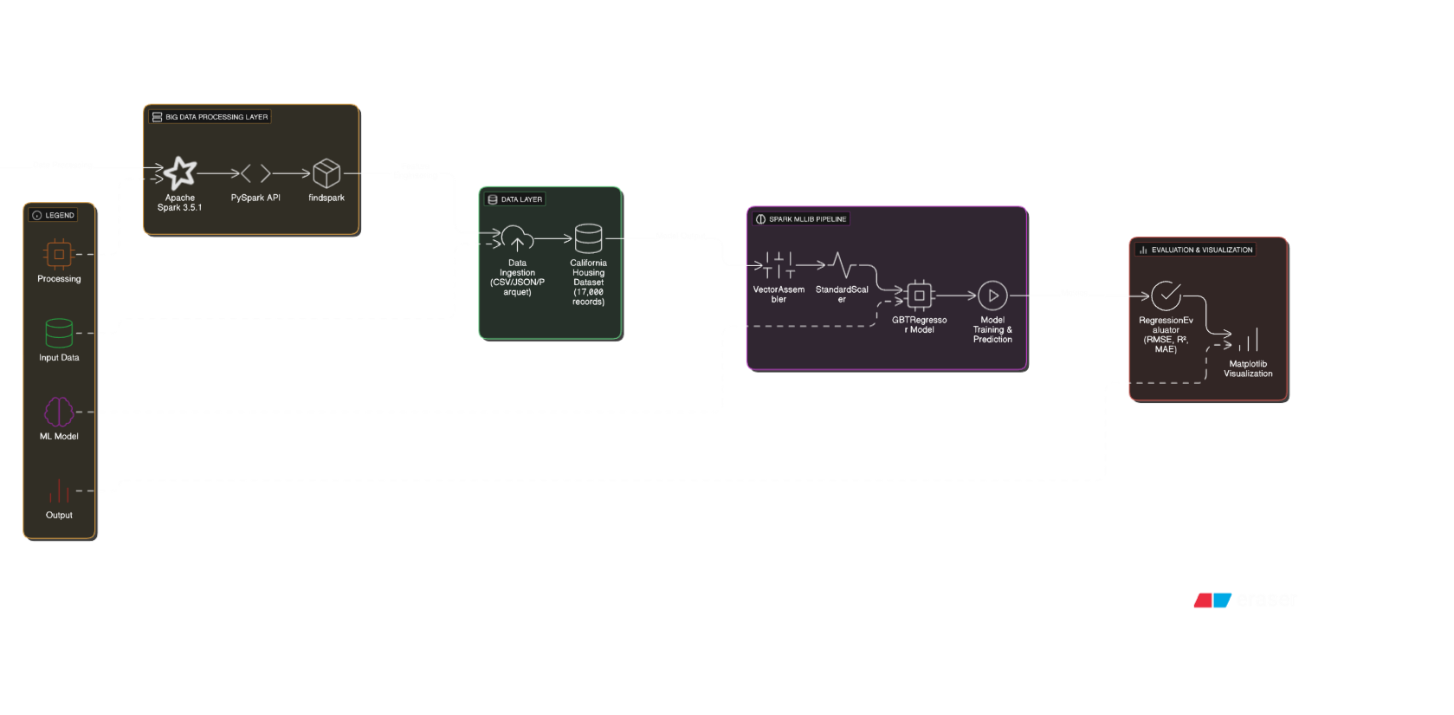 BIG DATA PROCESSING LAYER
Apache
Spark 3.5.1
PySpark API
findspark
LEGEND
Processing
Input Data
ML Model
Output
DATA LAYER
Data
Ingestion
(CSV/JSON/P
arquet)
California
Housing
Dataset
(17,000
records)
SPARK MLLIB PIPELINE
VectorAssem
bler
StandardScal
er
GBTRegresso
r Model
Model
Training &
Prediction
EVALUATION & VISUALIZATION
RegressionEv
aluator
(RMSE, R²,
MAE)
Matplotlib
Visualization